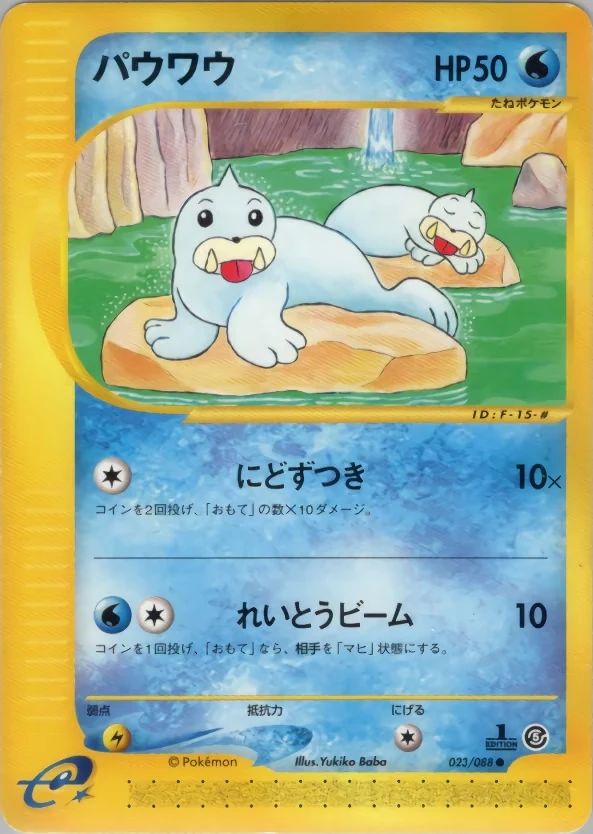 パウワウ HP50
たねポケモン
ID:F-15-#
にどずつき 10×
コインを2回投げ、「おもて」の数×10ダメージ。
れいとうビーム 10
コインを1回投げ、「おもて」なら、相手を「マヒ」状態にする。
弱点 抵抗力 にげる
1
EDITION
5
© Pokémon Illus.Yukiko Baba 023/088 ●
e